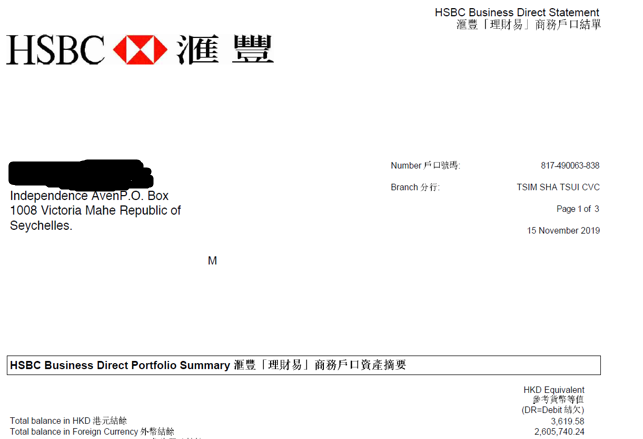 HSBC Business Direct Statement
滙豐「理財易」商務戶口結單
HSBC 滙豐
Number 戶口號碼: 817-490063-838
Branch 分行: TSIM SHA TSUI CVC
Page 1 of 3
15 November 2019
Independence AvenP.O. Box
1008 Victoria Mahe Republic of
Seychelles.
M
HSBC Business Direct Portfolio Summary 滙豐「理財易」商務戶口資產摘要
HKD Equivalent
參考貨幣等值
(DR=Debit 結欠)
Total balance in HKD 港元結餘 3,619.58
Total balance in Foreign Currency 外幣結餘 2,605,740.24